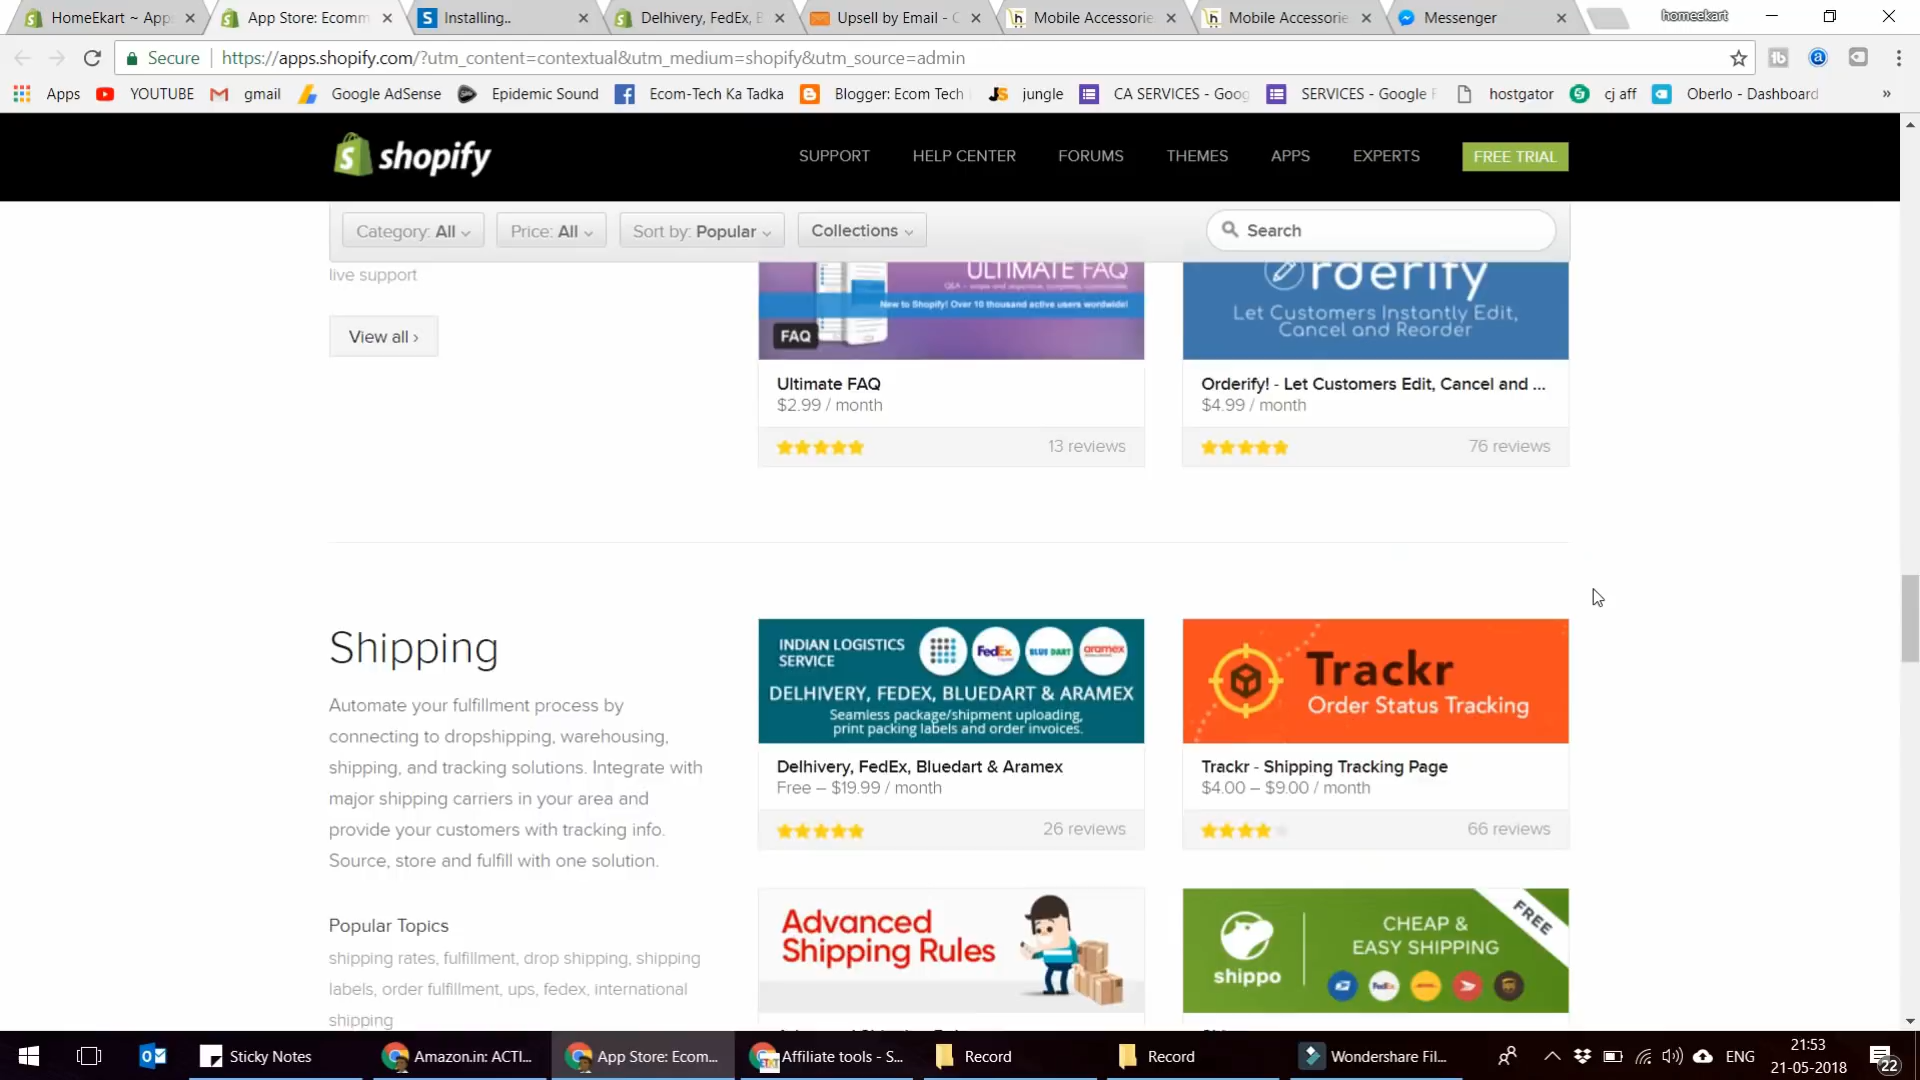 HomeEkart ~ App
App Store: Ecomm
Installing..
Delhivery, FedEx, E
Upsell by Email - C
Mobile Accessorie
Mobile Accessorie
Messenger
homeekart
Secure
https://apps.shopify.com/?utm_content=contextual&utm_medium=shopify&utm_source=admin
Apps
YOUTUBE
gmail
Google AdSense
Epidemic Sound
Ecom-Tech Ka Tadka
Blogger: Ecom Tech
jungle
CA SERVICES - Goog
SERVICES - Google F
hostgator
cj aff
Oberlo - Dashboard
»
shopify
SUPPORT
HELP CENTER
FORUMS
THEMES
APPS
EXPERTS
FREE TRIAL
Category: All
Price: All
Sort by: Popular
Collections
Search
live support
View all ›
ULTIMATE FAQ
New to Shopify! Over 10 thousand active users worldwide!
FAQ
Ultimate FAQ
$2.99 / month
13 reviews
Orderify
Let Customers Instantly Edit,
Cancel and Reorder
Orderify! - Let Customers Edit, Cancel and ...
$4.99 / month
76 reviews
Shipping
Automate your fulfillment process by
connecting to dropshipping, warehousing,
shipping, and tracking solutions. Integrate with
major shipping carriers in your area and
provide your customers with tracking info.
Source, store and fulfill with one solution.
Popular Topics
shipping rates, fulfillment, drop shipping, shipping
labels, order fulfillment, ups, fedex, international
shipping
INDIAN LOGISTICS
SERVICE
FedEx
BLUE DART
aramex
DELHIVERY, FEDEX, BLUEDART & ARAMEX
Seamless package/shipment uploading,
print packing labels and order invoices.
Delhivery, FedEx, Bluedart & Aramex
Free – $19.99 / month
26 reviews
Trackr
Order Status Tracking
Trackr - Shipping Tracking Page
$4.00 – $9.00 / month
66 reviews
Advanced
Shipping Rules
shippo
CHEAP &
EASY SHIPPING
FREE
FedEx
Sticky Notes
Amazon.in: ACTI...
App Store: Ecom...
Affiliate tools - S...
Record
Record
Wondershare Fil...
ENG
21:53
21-05-2018
22